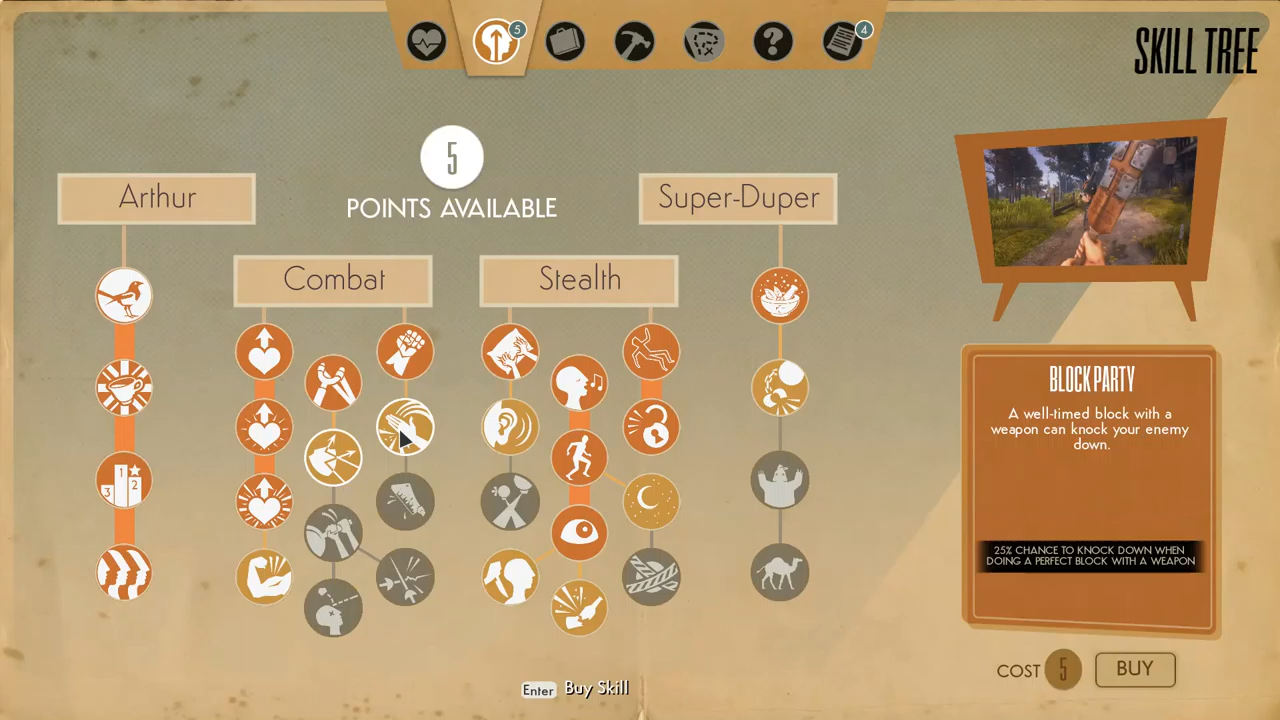 5
4
SKILL TREE
5
POINTS AVAILABLE
Arthur
Super-Duper
Combat
Stealth
1
2
3
BLOCK PARTY
A well-timed block with a
weapon can knock your enemy
down.
25% CHANCE TO KNOCK DOWN WHEN
DOING A PERFECT BLOCK WITH A WEAPON
COST 5 BUY
Enter Buy Skill